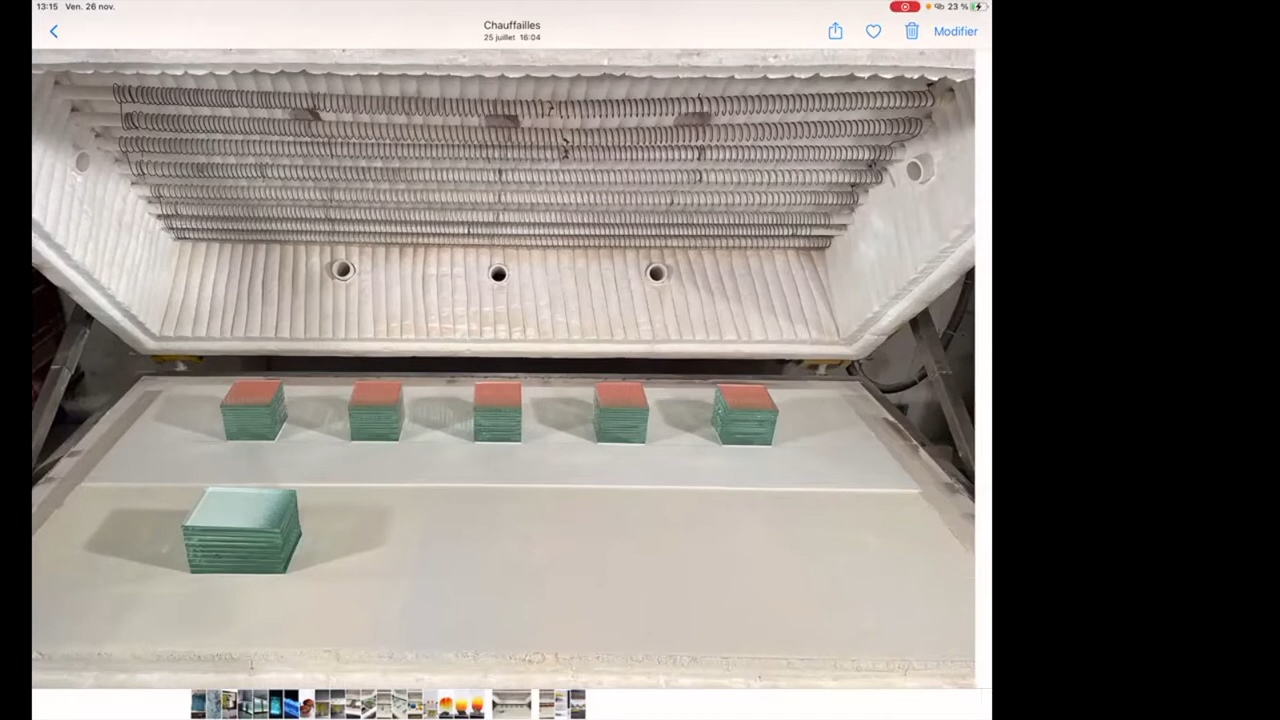 13:15 Ven. 26 nov.
23 %
Chauffailles
25 juillet 16:04
Modifier